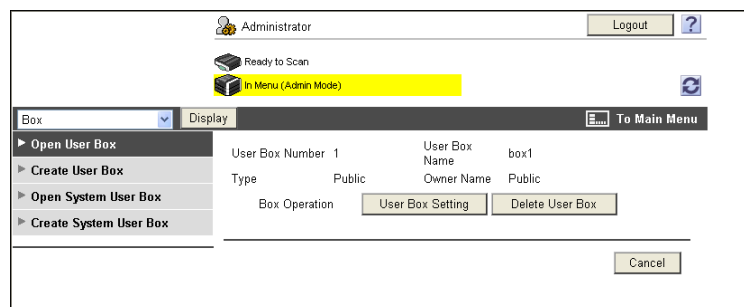 Administrator
Logout
?
Ready to Scan
In Menu (Admin Mode)
Box
Display
To Main Menu
Open User Box
Create User Box
Open System User Box
Create System User Box
User Box Number 1
User Box Name box1
Type Public
Owner Name Public
Box Operation
User Box Setting
Delete User Box
Cancel